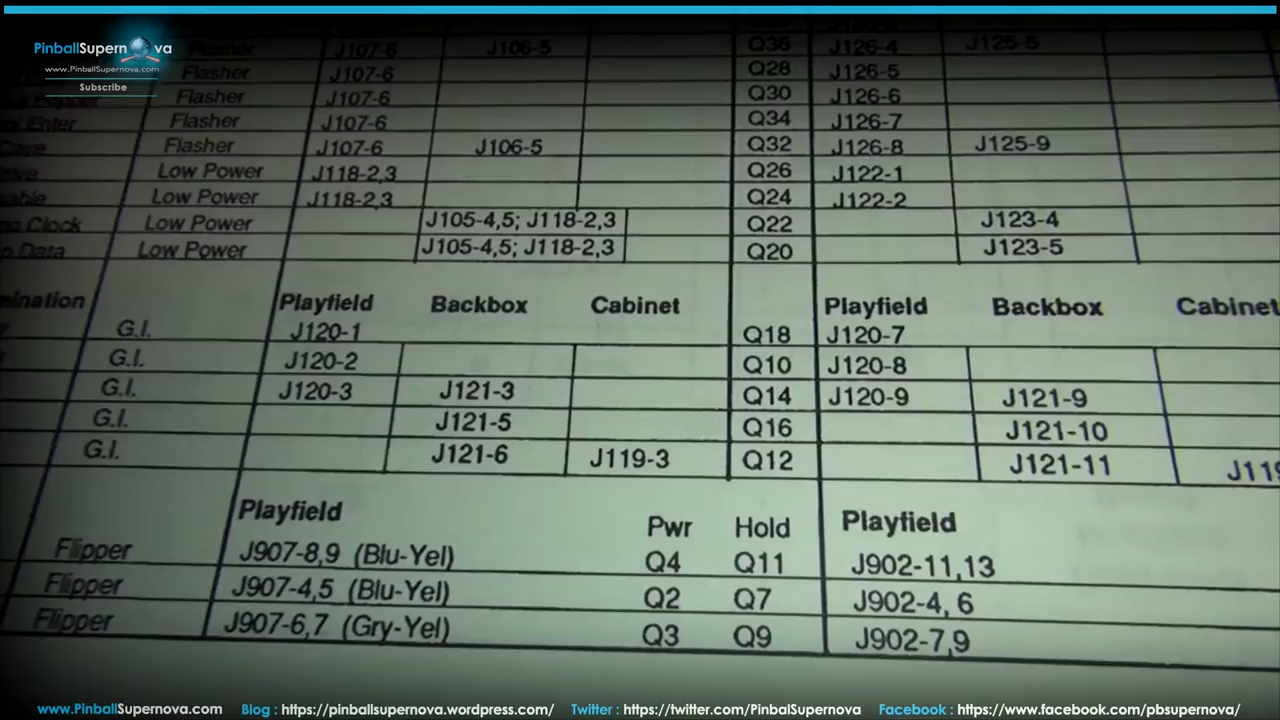 PinballSupernova
www.PinballSupernova.com
Subscribe
Flasher J107-6 J106-5 Q36 J126-4 J125-5
Flasher J107-6 Q28 J126-5
Flasher J107-6 Q30 J126-6
Enter Flasher J107-6 Q34 J126-7
Flasher J107-6 J106-5 Q32 J126-8 J125-9
Low Power J118-2,3 Q26 J122-1
Low Power J118-2,3 Q24 J122-2
Clock Low Power J105-4,5; J118-2,3 Q22 J123-4
Data Low Power J105-4,5; J118-2,3 Q20 J123-5
mination Playfield Backbox Cabinet Playfield Backbox Cabinet
G.I. J120-1 Q18 J120-7
G.I. J120-2 Q10 J120-8
G.I. J120-3 J121-3 Q14 J120-9 J121-9
G.I. J121-5 Q16 J121-10
G.I. J121-6 J119-3 Q12 J121-11 J119
Playfield Pwr Hold Playfield
Flipper J907-8,9 (Blu-Yel) Q4 Q11 J902-11,13
Flipper J907-4,5 (Blu-Yel) Q2 Q7 J902-4, 6
Flipper J907-6,7 (Gry-Yel) Q3 Q9 J902-7,9
www.PinballSupernova.com Blog : https://pinballsupernova.wordpress.com/ Twitter : https://twitter.com/PinbalSupernova Facebook : https://www.facebook.com/pbsupernova/